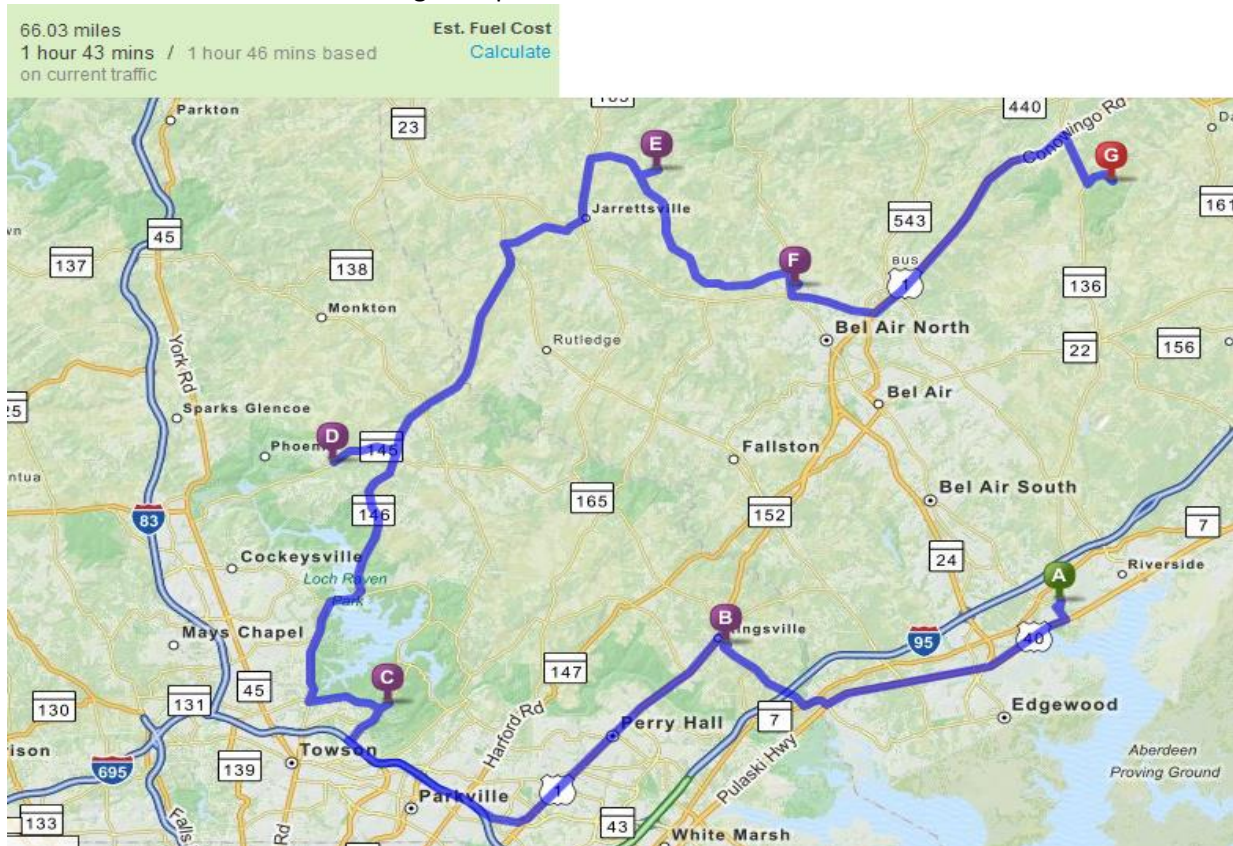 66.03 miles
Est. Fuel Cost
1 hour 43 mins / 1 hour 46 mins based
Calculate
on current traffic
Parkton
440
Conowingo Rd
23
E
G
161
Jarrettsville
45
543
137
138
BUS
F
1
136
Monkton
Bel Air North
Rutledge
22
156
York Rd
25
Bel Air
Sparks Glencoe
D
Phoen
145
Fallston
165
Bel Air South
146
152
83
7
Cockeysville
24
Loch Raven
Park
A
Riverside
Mays Chapel
B
ingsville
95
40
147
C
45
130
131
Edgewood
7
Perry Hall
Harford Rd
Towson
Aberdeen
Proving Ground
695
139
Pulaski Hwy
1
Parkville
Falls
Rd
133
43
White Marsh